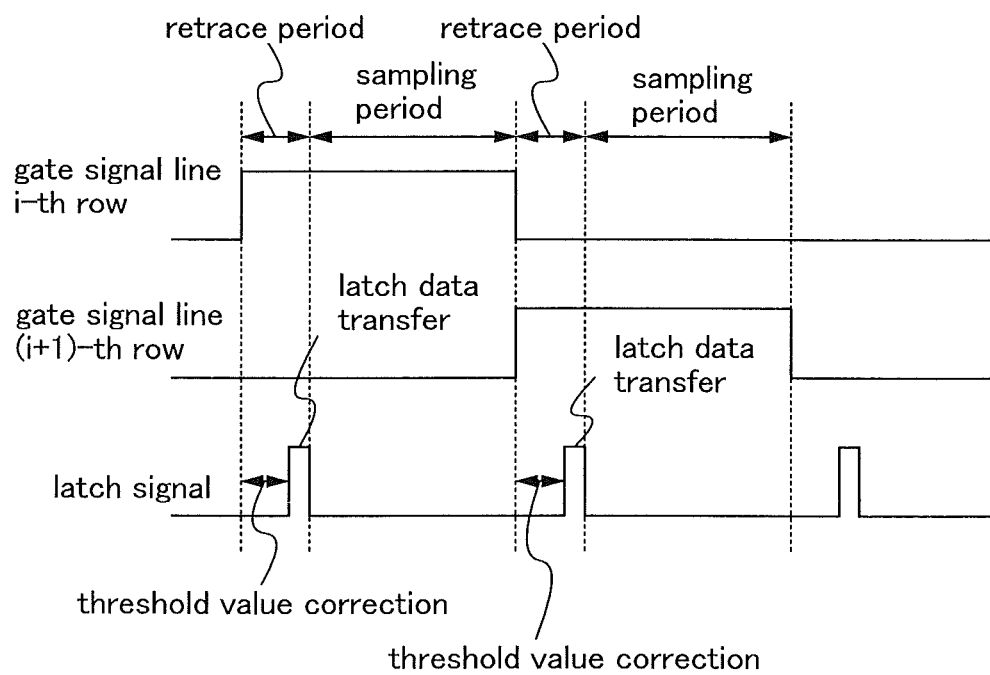 retrace period
retrace period
sampling
period
sampling
period
gate signal line
i-th row
latch data
transfer
gate signal line
(i+1)-th row
latch data
transfer
latch signal
threshold value correction
threshold value correction